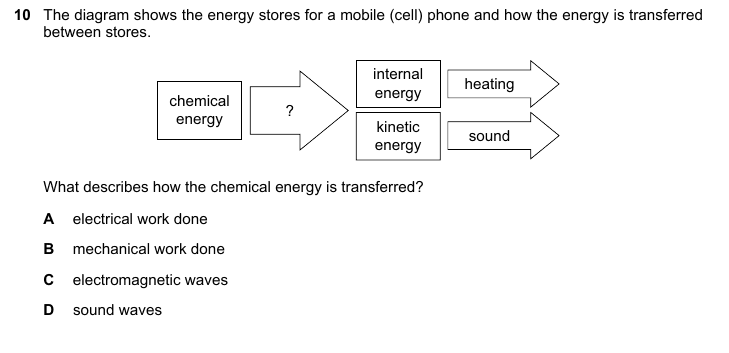 10 The diagram shows the energy stores for a mobile (cell) phone and how the energy is transferred
between stores.
chemical
energy
?
internal
energy
heating
kinetic
energy
sound
What describes how the chemical energy is transferred?
A electrical work done
B mechanical work done
C electromagnetic waves
D sound waves